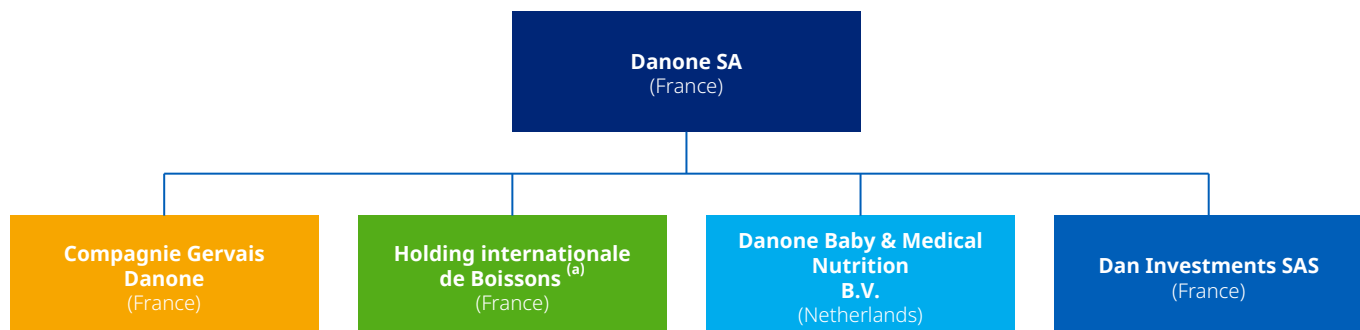 Danone SA
(France)
Compagnie Gervais
Danone
(France)
Holding internationale
de Boissons (a)
(France)
Danone Baby & Medical
Nutrition
B.V.
(Netherlands)
Dan Investments SAS
(France)